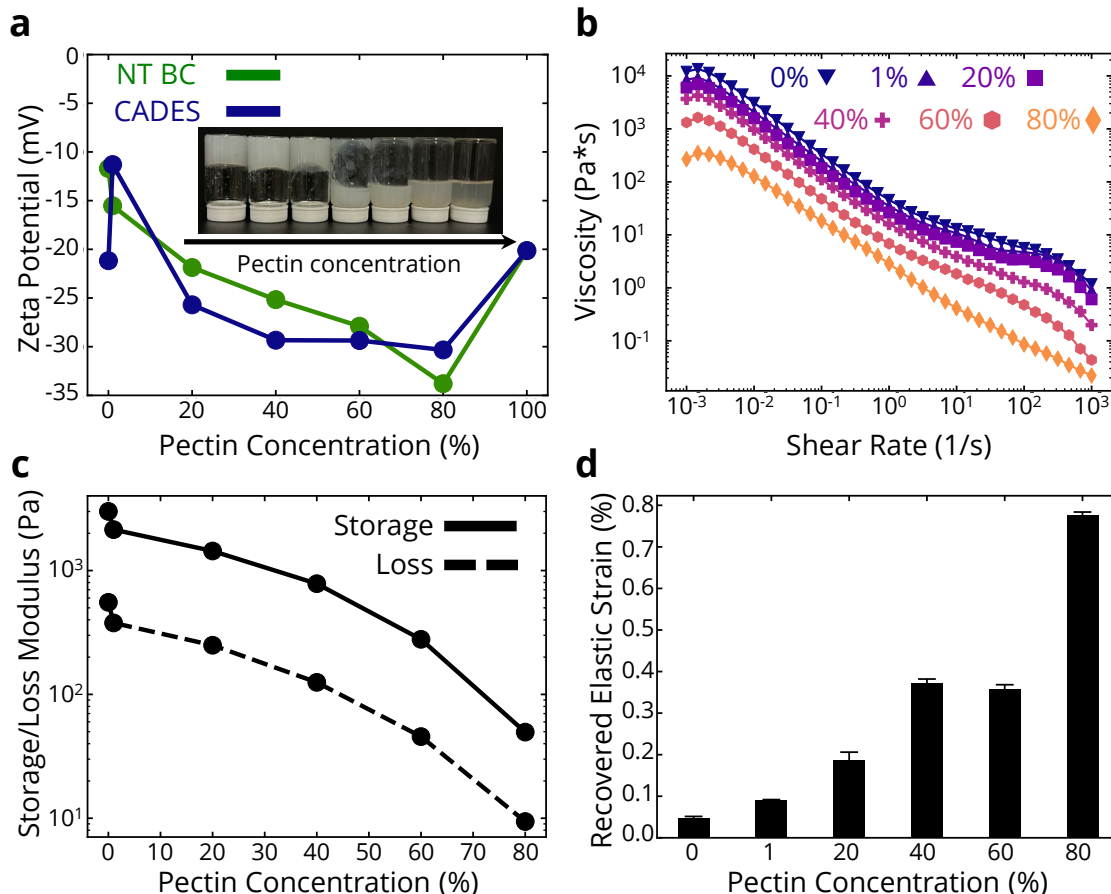 a
0
-5
-10
-15
-20
-25
-30
-35
Zeta Potential (mV)
NT BC
CADES
Pectin concentration
0 20 40 60 80 100
Pectin Concentration (%)
b
10⁴
10³
10²
10¹
10⁰
10⁻¹
Viscosity (Pa*s)
0% 1% 20%
40% 60% 80%
10⁻³ 10⁻² 10⁻¹ 10⁰ 10¹ 10² 10³
Shear Rate (1/s)
c
10³
10²
10¹
Storage/Loss Modulus (Pa)
Storage
Loss
0 10 20 30 40 50 60 70 80
Pectin Concentration (%)
d
0.8
0.7
0.6
0.5
0.4
0.3
0.2
0.1
0.0
Recovered Elastic Strain (%)
0 1 20 40 60 80
Pectin Concentration (%)